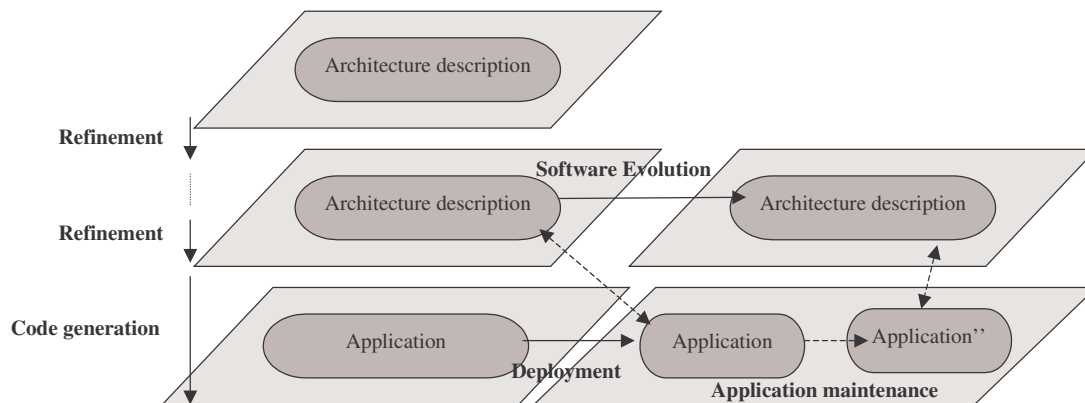 Architecture description
Refinement
Software Evolution
Architecture description
Architecture description
Refinement
Code generation
Application
Application
Application’’
Deployment
Application maintenance